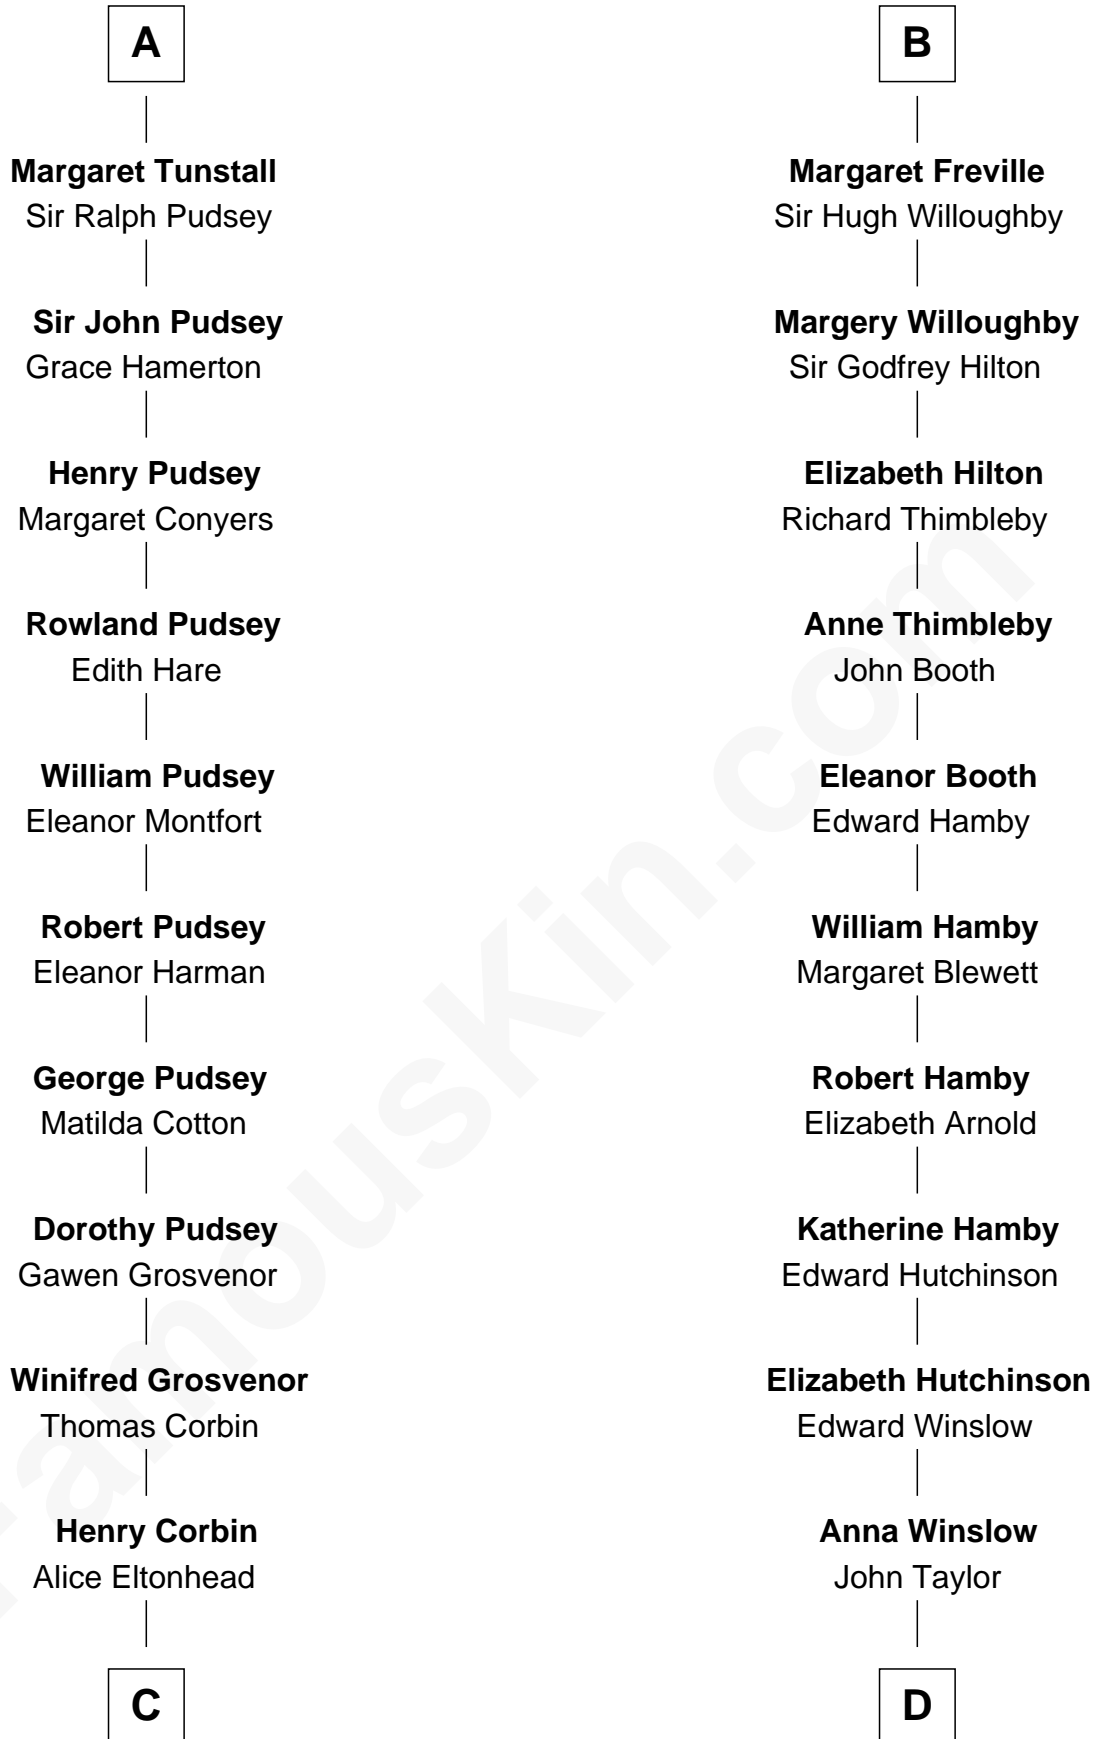 A
Margaret Tunstall
Sir Ralph Pudsey
Sir John Pudsey
Grace Hamerton
Henry Pudsey
Margaret Conyers
Rowland Pudsey
Edith Hare
William Pudsey
Eleanor Montfort
Robert Pudsey
Eleanor Harman
George Pudsey
Matilda Cotton
Dorothy Pudsey
Gawen Grosvenor
Winifred Grosvenor
Thomas Corbin
Henry Corbin
Alice Eltonhead
C
B
Margaret Freville
Sir Hugh Willoughby
Margery Willoughby
Sir Godfrey Hilton
Elizabeth Hilton
Richard Thimbleby
Anne Thimbleby
John Booth
Eleanor Booth
Edward Hamby
William Hamby
Margaret Blewett
Robert Hamby
Elizabeth Arnold
Katherine Hamby
Edward Hutchinson
Elizabeth Hutchinson
Edward Winslow
Anna Winslow
John Taylor
D
FamousKin.com